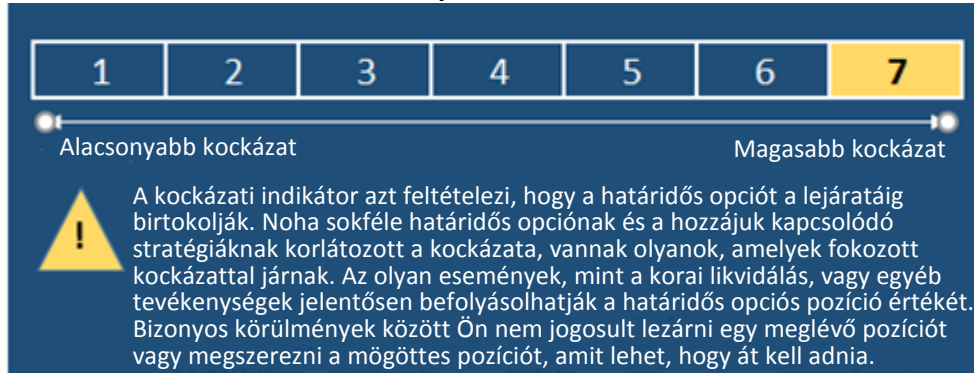 1 2 3 4 5 6 7
Alacsonyabb kockázat Magasabb kockázat
A kockázati indikátor azt feltételezi, hogy a határidős opciót a lejáratáig
birtokolják. Noha sokféle határidős opciónak és a hozzájuk kapcsolódó
stratégiáknak korlátozott a kockázata, vannak olyanok, amelyek fokozott
kockázattal járnak. Az olyan események, mint a korai likvidálás, vagy egyéb
tevékenységek jelentősen befolyásolhatják a határidős opciós pozíció értékét.
Bizonyos körülmények között Ön nem jogosult lezárni egy meglévő pozíciót
vagy megszerezni a mögöttes pozíciót, amit lehet, hogy át kell adnia.
!